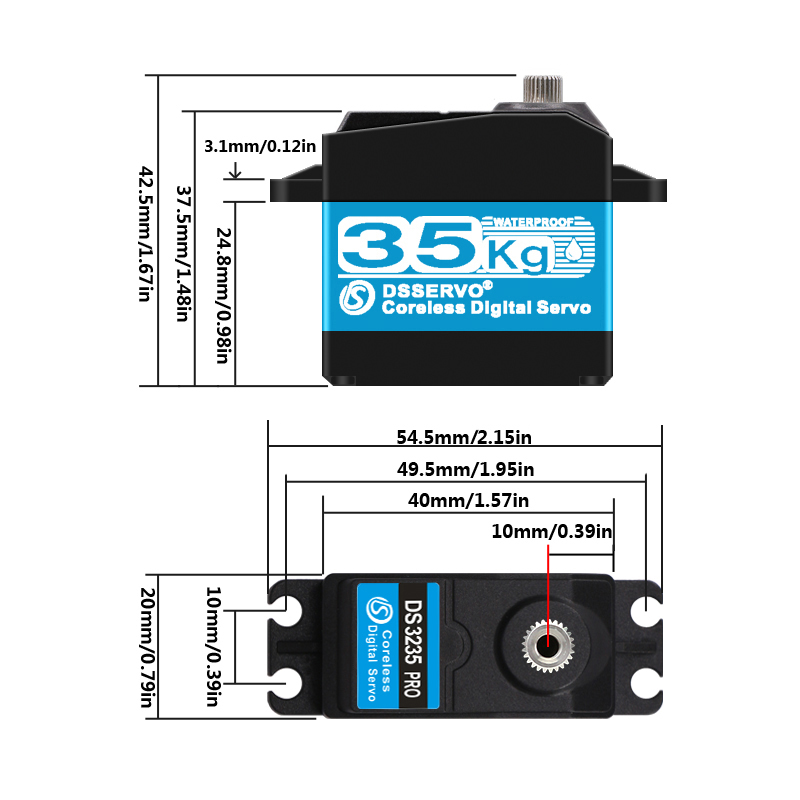 3.1mm/0.12in
42.5mm/1.67in
37.5mm/1.48in
24.8mm/0.98in
WATERPROOF
35Kg
DSSERVO®
Coreless Digital Servo
54.5mm/2.15in
49.5mm/1.95in
40mm/1.57in
10mm/0.39in
20mm/0.79in
10mm/0.39in
DS3235 PRO
Coreless
Digital Servo